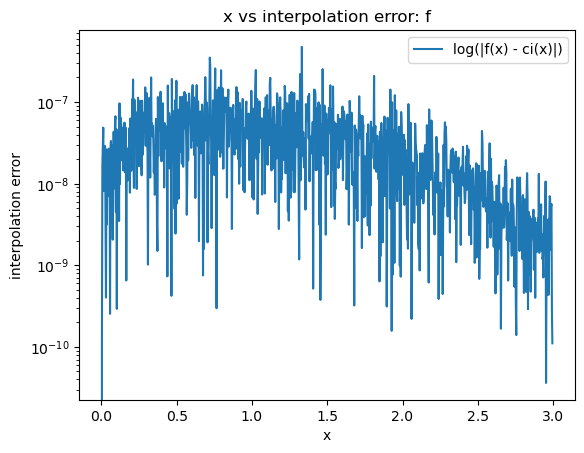 x vs interpolation error: f
log(|f(x) - ci(x)|)
interpolation error
10⁻⁷
10⁻⁸
10⁻⁹
10⁻¹⁰
0.0 0.5 1.0 1.5 2.0 2.5 3.0
x